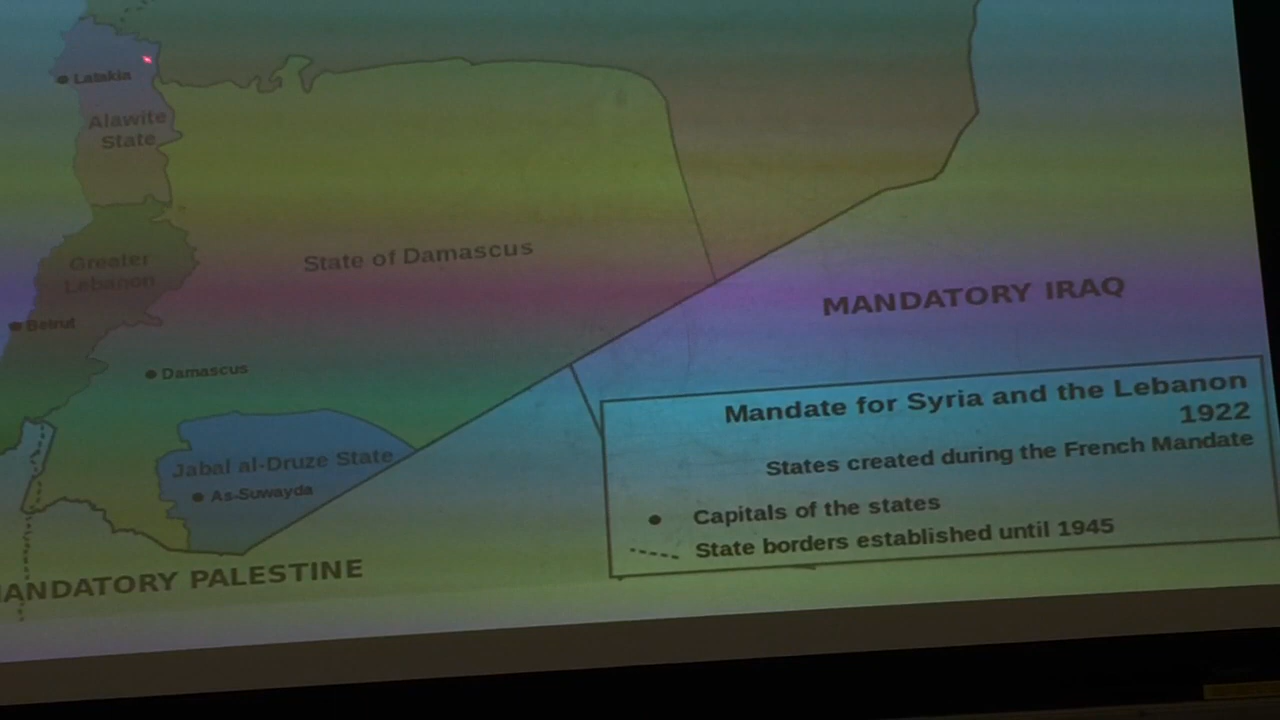 Latakia
Alawite
State
Greater
Lebanon
State of Damascus
Beirut
Damascus
MANDATORY IRAQ
Jabal al-Druze State
As-Suwayda
ANDATORY PALESTINE
Mandate for Syria and the Lebanon
1922
States created during the French Mandate
Capitals of the states
State borders established until 1945